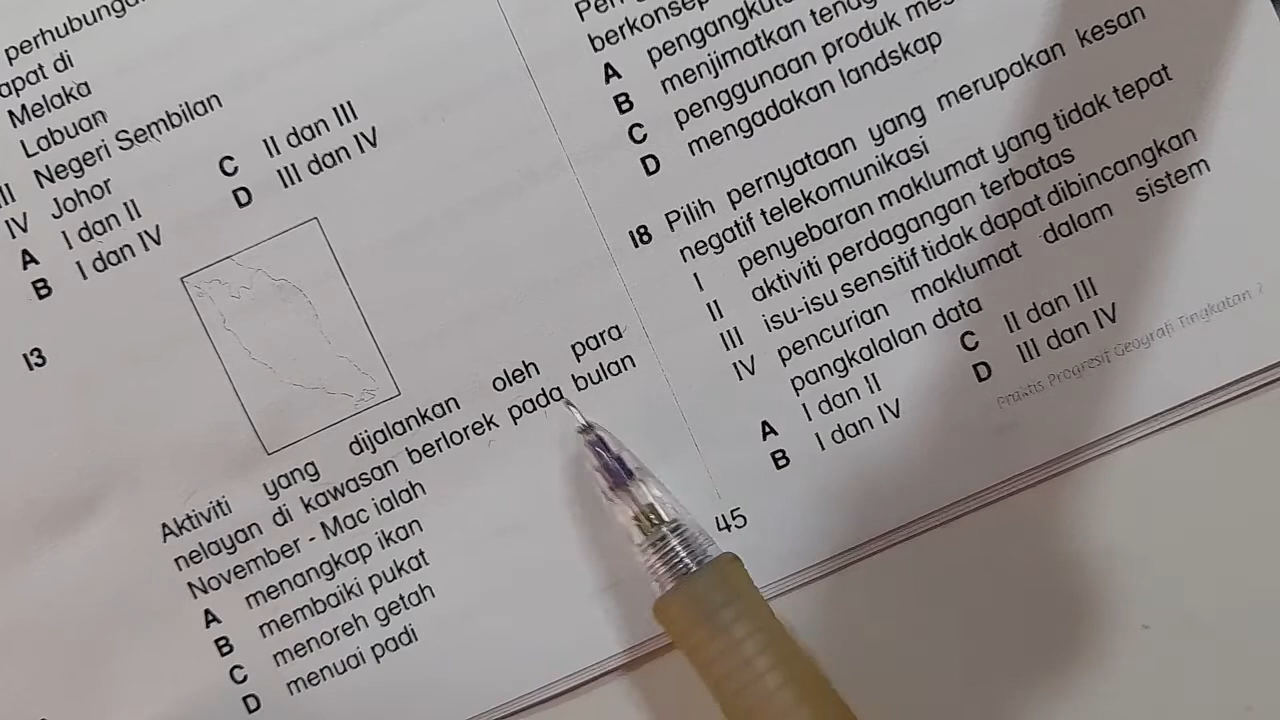 perhubungan
apat di
Melaka
Labuan
Negeri Sembilan
IV Johor
A I dan II
B I dan IV
C II dan III
D III dan IV
13
Aktiviti yang dijalankan oleh para
nelayan di kawasan berlorek pada bulan
November - Mac ialah
A menangkap ikan
B membaiki pukat
C menoreh getah
D menuai padi
berkonsep
A pengangkut
B menjimatkan tenag
C penggunaan produk mes
D mengadakan landskap
18 Pilih pernyataan yang merupakan kesan
negatif telekomunikasi
I penyebaran maklumat yang tidak tepat
II aktiviti perdagangan terbatas
III isu-isu sensitif tidak dapat dibincangkan
IV pencurian maklumat dalam sistem
pangkalalan data
A I dan II
B I dan IV
C II dan III
D III dan IV
45
Praktis Progresif Geografi Tingkatan 2